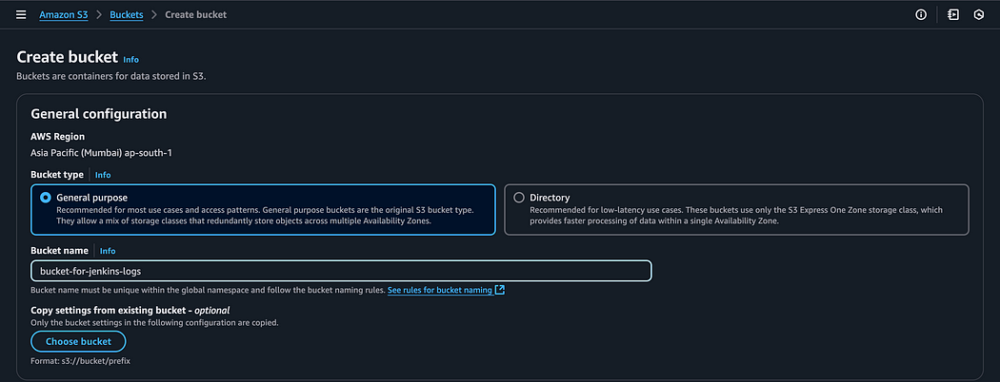 Amazon S3 > Buckets > Create bucket
Create bucket Info
Buckets are containers for data stored in S3.
General configuration
AWS Region
Asia Pacific (Mumbai) ap-south-1
Bucket type Info
General purpose
Recommended for most use cases and access patterns. General purpose buckets are the original S3 bucket type.
They allow a mix of storage classes that redundantly store objects across multiple Availability Zones.
Directory
Recommended for low-latency use cases. These buckets use only the S3 Express One Zone storage class, which
provides faster processing of data within a single Availability Zone.
Bucket name Info
bucket-for-jenkins-logs
Bucket name must be unique within the global namespace and follow the bucket naming rules. See rules for bucket naming
Copy settings from existing bucket - optional
Only the bucket settings in the following configuration are copied.
Choose bucket
Format: s3://bucket/prefix